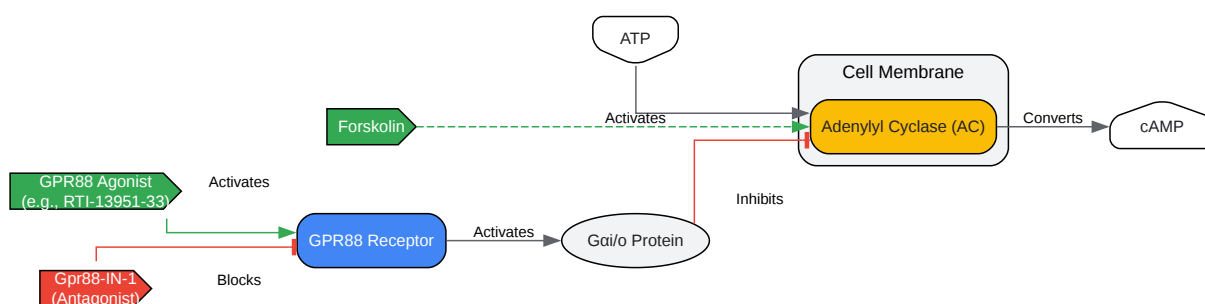 ATP
Cell Membrane
Forskolin
Activates
Adenylyl Cyclase (AC)
Converts
cAMP
GPR88 Agonist
(e.g., RTI-13951-33)
Activates
Inhibits
GPR88 Receptor
Activates
Gαi/o Protein
Gpr88-IN-1
(Antagonist)
Blocks